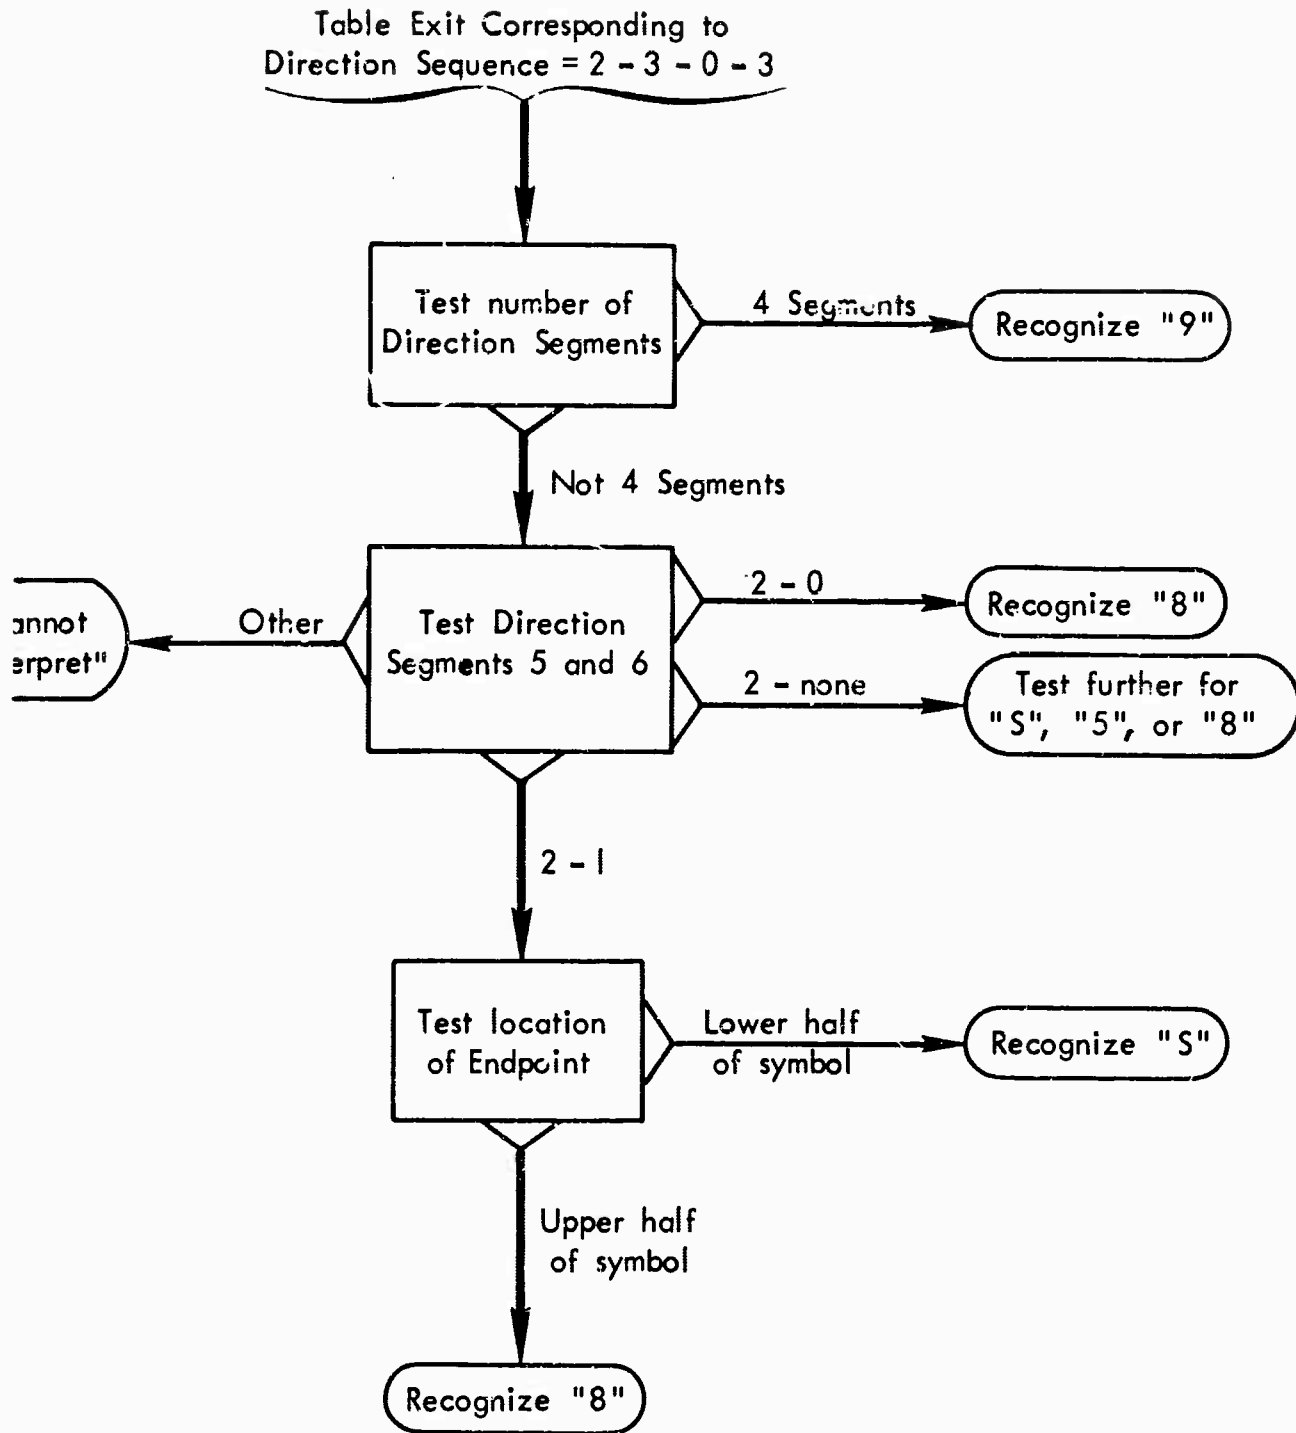 Table Exit Corresponding to
Direction Sequence = 2 - 3 - 0 - 3
Test number of
Direction Segments
4 Segments
Recognize "9"
Not 4 Segments
Other
annot
erpret"
Test Direction
Segments 5 and 6
2 - 0
Recognize "8"
2 - none
Test further for
"S", "5", or "8"
2 - 1
Test location
of Endpoint
Lower half
of symbol
Recognize "S"
Upper half
of symbol
Recognize "8"